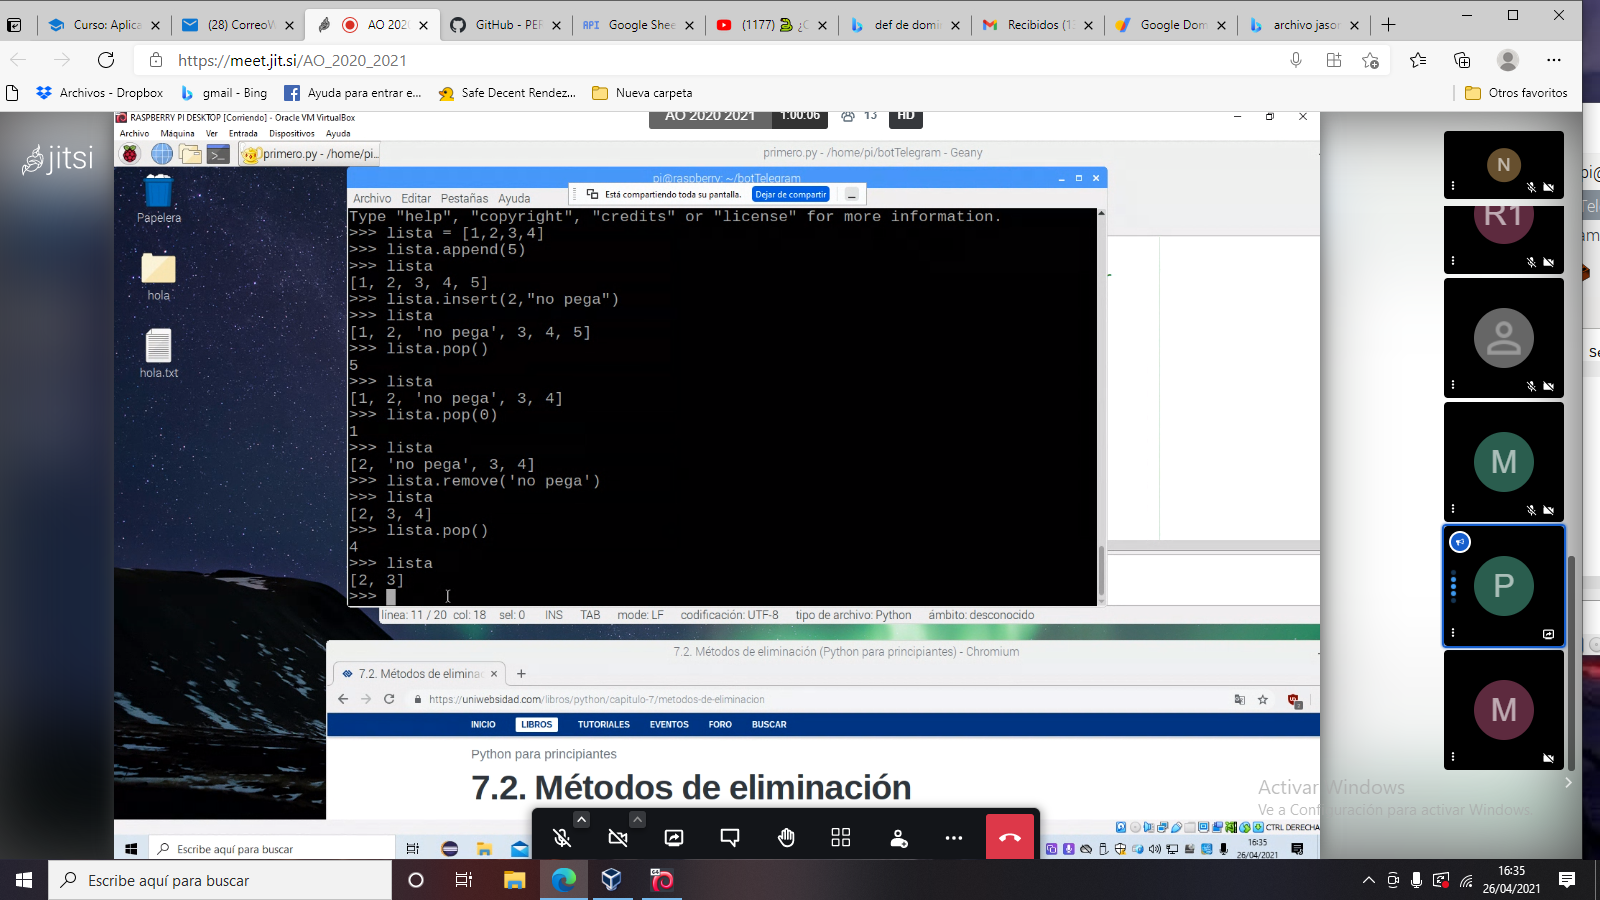 Curso: Aplica
(28) CorreoW
AO 202
GitHub - PEF
API Google Shee
(1177)
def de domin
Recibidos (13
Google Dom
archivo jason
https://meet.jit.si/AO_2020_2021
Archivos - Dropbox
gmail - Bing
Ayuda para entrar e...
Safe Decent Rendez...
Nueva carpeta
Otros favoritos
jitsi
RASPBERRY PI DESKTOP [Corriendo] - Oracle VM VirtualBox
AO 2020 2021
1:00:06
13
HD
Archivo Máquina Ver Entrada Dispositivos Ayuda
primero.py - /home/pi...
primero.py - /home/pi/botTelegram - Geany
Papelera
hola
hola.txt
pi@raspberry: ~/botTelegram
Archivo Editar Pestañas Ayuda
Está compartiendo toda su pantalla.
Dejar de compartir
Type "help", "copyright", "credits" or "license" for more information.
>>> lista = [1,2,3,4]
>>> lista.append(5)
>>> lista
[1, 2, 3, 4, 5]
>>> lista.insert(2,"no pega")
>>> lista
[1, 2, 'no pega', 3, 4, 5]
>>> lista.pop()
5
>>> lista
[1, 2, 'no pega', 3, 4]
>>> lista.pop(0)
1
>>> lista
[2, 'no pega', 3, 4]
>>> lista.remove('no pega')
>>> lista
[2, 3, 4]
>>> lista.pop()
4
>>> lista
[2, 3]
>>>
línea: 11 / 20 col: 18 sel: 0 INS TAB mode: LF codificación: UTF-8 tipo de archivo: Python ámbito: desconocido
7.2. Métodos de eliminación (Python para principiantes) - Chromium
7.2. Métodos de elimina
https://uniwebsidad.com/libros/python/capitulo-7/metodos-de-eliminacion
INICIO LIBROS TUTORIALES EVENTOS FORO BUSCAR
Python para principiantes
7.2. Métodos de eliminación
N
R1
M
P
M
Activar Windows
Ve a Configuración para activar Windows.
CTRL DERECHA
Escribe aquí para buscar
16:35
26/04/2021
Escribe aquí para buscar
16:35
26/04/2021